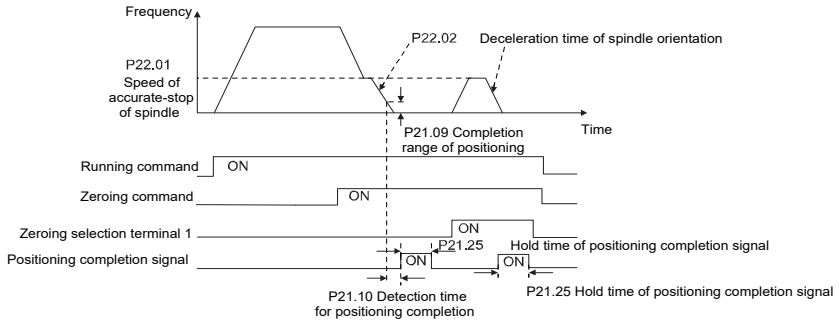 Frequency
P22.02
Deceleration time of spindle orientation
P22.01
Speed of
accurate-stop
of spindle
Time
P21.09 Completion
range of positioning
Running command
ON
Zeroing command
ON
Zeroing selection terminal 1
ON
P21.25
Hold time of positioning completion signal
Positioning completion signal
ON
ON
P21.25 Hold time of positioning completion signal
P21.10 Detection time
for positioning completion